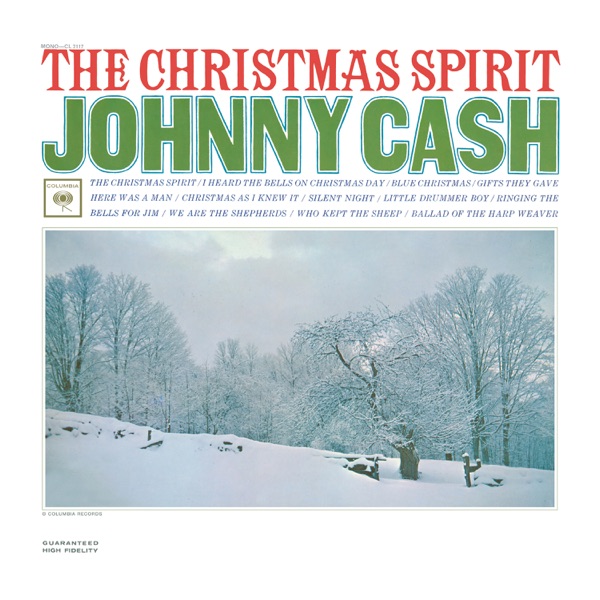 MONO—CL 2117
THE CHRISTMAS SPIRIT
JOHNNY CASH
COLUMBIA
THE CHRISTMAS SPIRIT / I HEARD THE BELLS ON CHRISTMAS DAY / BLUE CHRISTMAS / GIFTS THEY GAVE
HERE WAS A MAN / CHRISTMAS AS I KNEW IT / SILENT NIGHT / LITTLE DRUMMER BOY / RINGING THE
BELLS FOR JIM / WE ARE THE SHEPHERDS / WHO KEPT THE SHEEP / BALLAD OF THE HARP WEAVER
© COLUMBIA RECORDS
GUARANTEED
HIGH FIDELITY